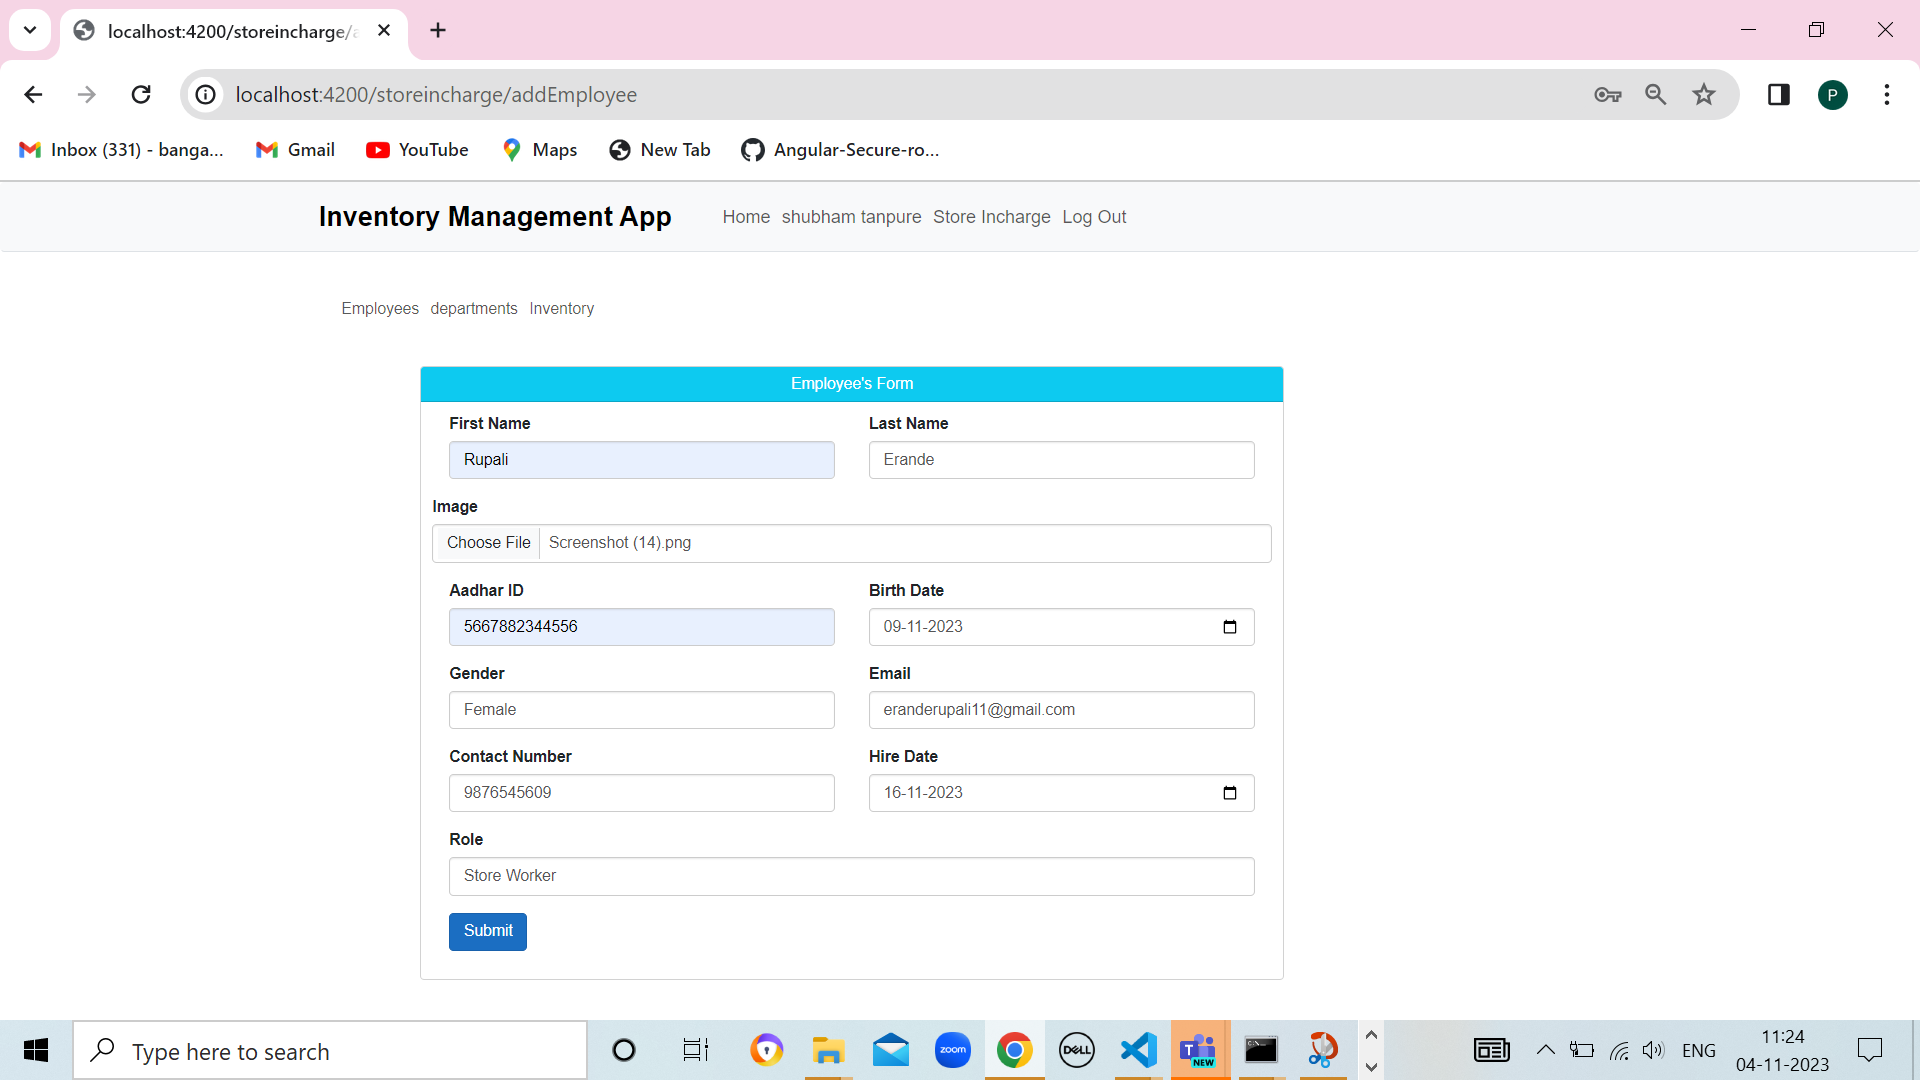 localhost:4200/storeincharge/a
localhost:4200/storeincharge/addEmployee
P
Inbox (331) - banga... Gmail YouTube Maps New Tab Angular-Secure-ro...
Inventory Management App Home shubham tanpure Store Incharge Log Out
Employees departments Inventory
Employee's Form
First Name Last Name
Rupali Erande
Image
Choose File Screenshot (14).png
Aadhar ID Birth Date
5667882344556 09-11-2023
Gender Email
Female eranderupali11@gmail.com
Contact Number Hire Date
9876545609 16-11-2023
Role
Store Worker
Submit
Type here to search zoom DELL T NEW C:\ ENG 11:24
04-11-2023